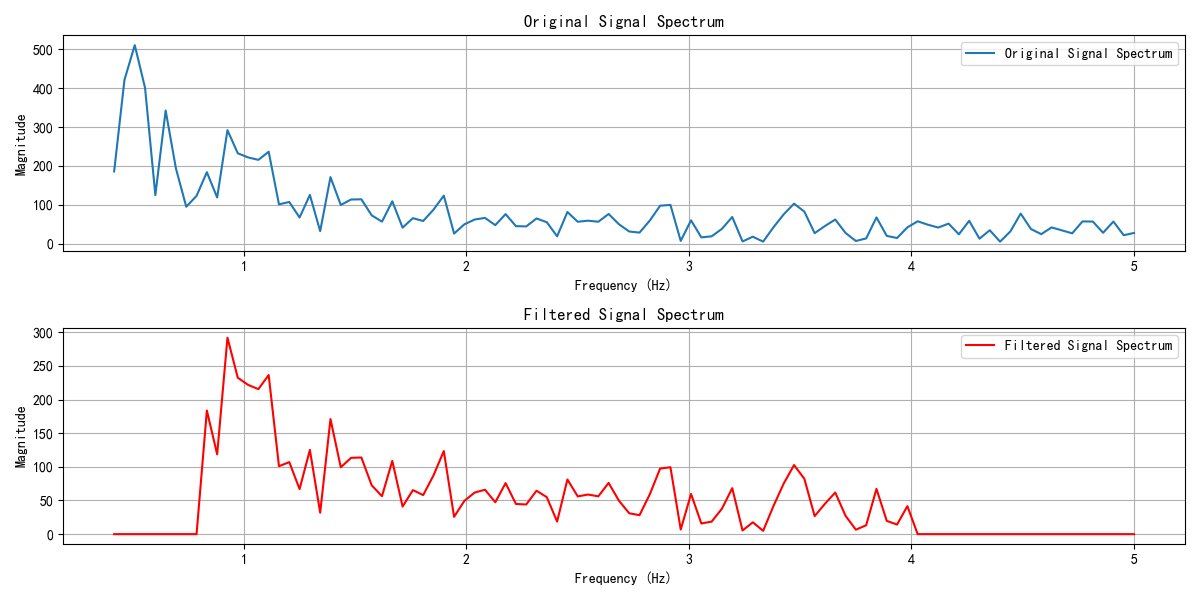 Original Signal Spectrum
500
400
300
200
100
0
Magnitude
Original Signal Spectrum
1 2 3 4 5
Frequency (Hz)
Filtered Signal Spectrum
300
250
200
150
100
50
0
Magnitude
Filtered Signal Spectrum
1 2 3 4 5
Frequency (Hz)